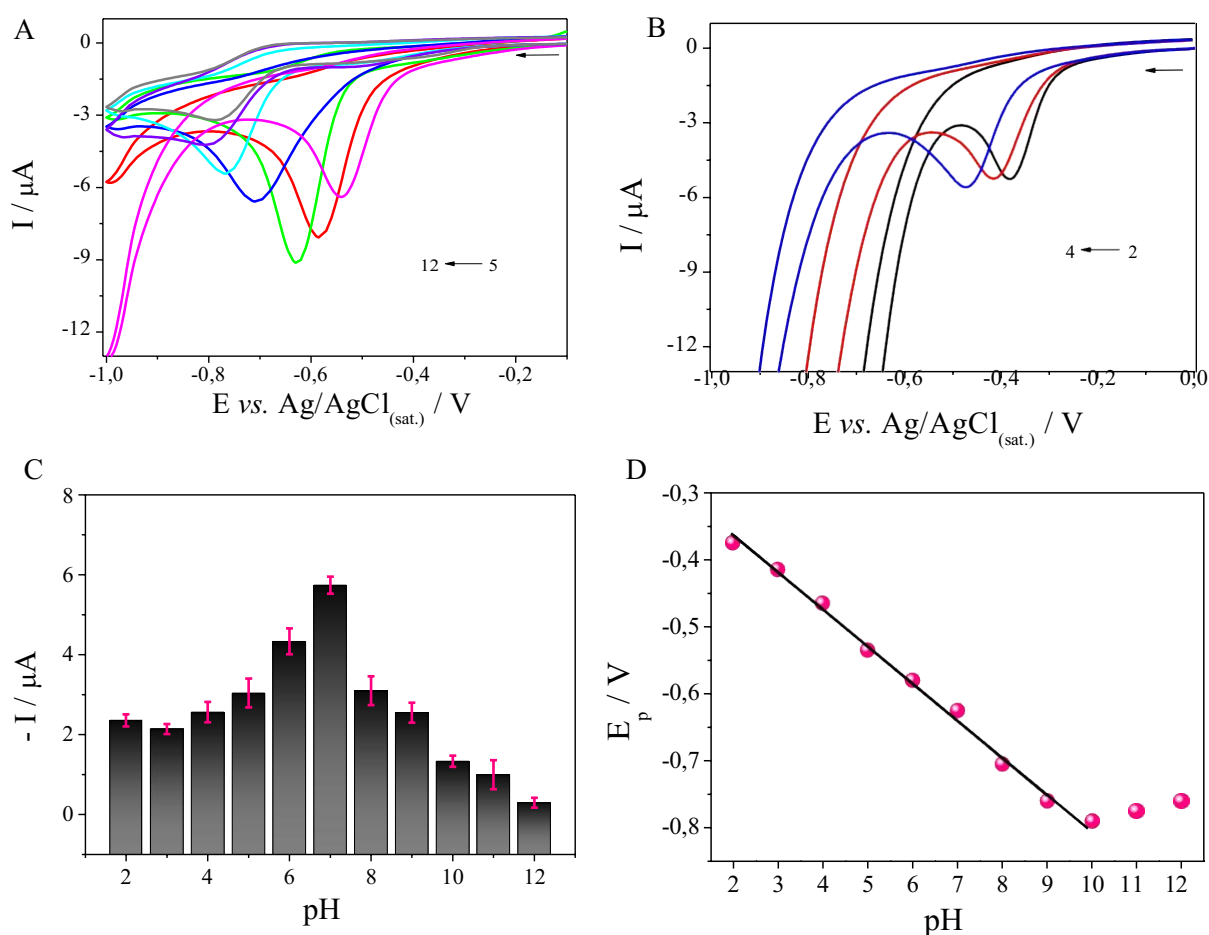 A
0
-3
-6
-9
-12
I / µA
12 ← 5
-1,0 -0,8 -0,6 -0,4 -0,2
E vs. Ag/AgCl(sat.) / V
B
0
-3
-6
-9
-12
I / µA
4 ← 2
-1,0 -0,8 -0,6 -0,4 -0,2 0,0
E vs. Ag/AgCl(sat.) / V
C
8
6
4
2
0
- I / µA
2 4 6 8 10 12
pH
D
-0,3
-0,4
-0,5
-0,6
-0,7
-0,8
Ep / V
2 3 4 5 6 7 8 9 10 11 12
pH